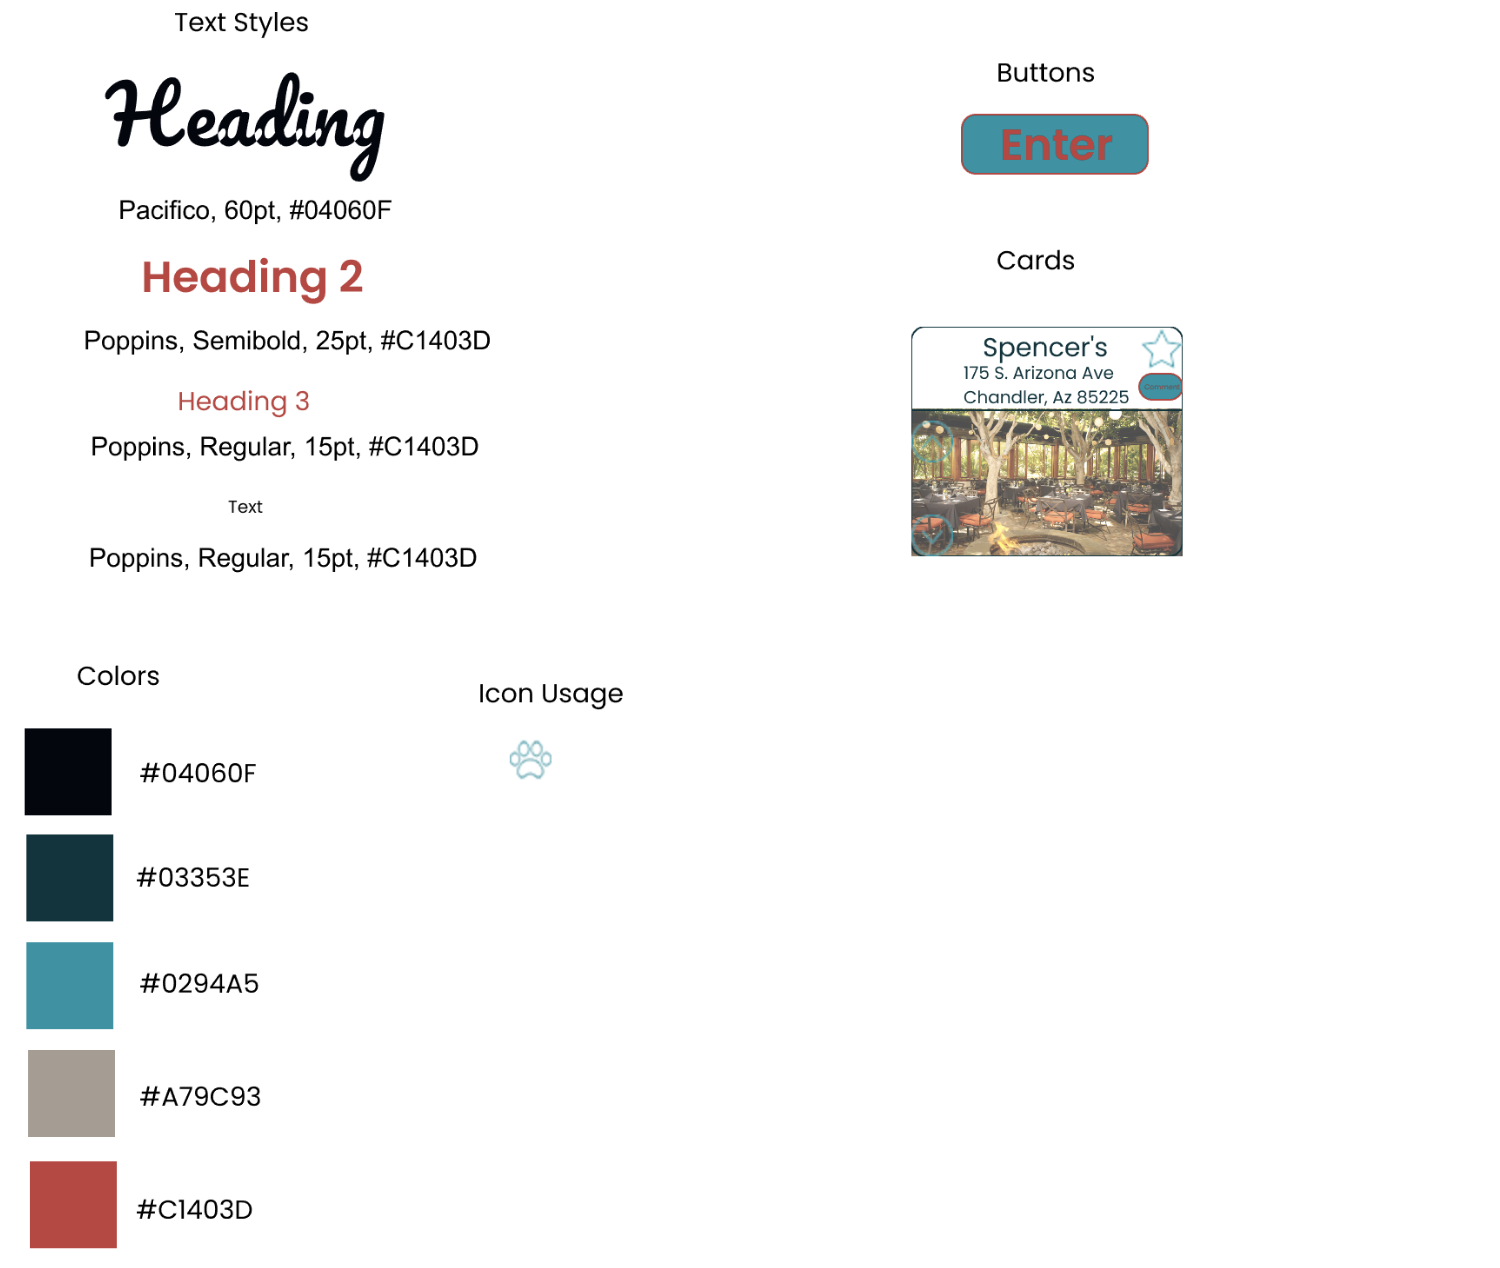 Text Styles
Heading
Pacifico, 60pt, #04060F
Heading 2
Poppins, Semibold, 25pt, #C1403D
Heading 3
Poppins, Regular, 15pt, #C1403D
Text
Poppins, Regular, 15pt, #C1403D
Buttons
Enter
Cards
Spencer's
175 S. Arizona Ave
Comment
Chandler, Az 85225
Colors
#04060F
#03353E
#0294A5
#A79C93
#C1403D
Icon Usage